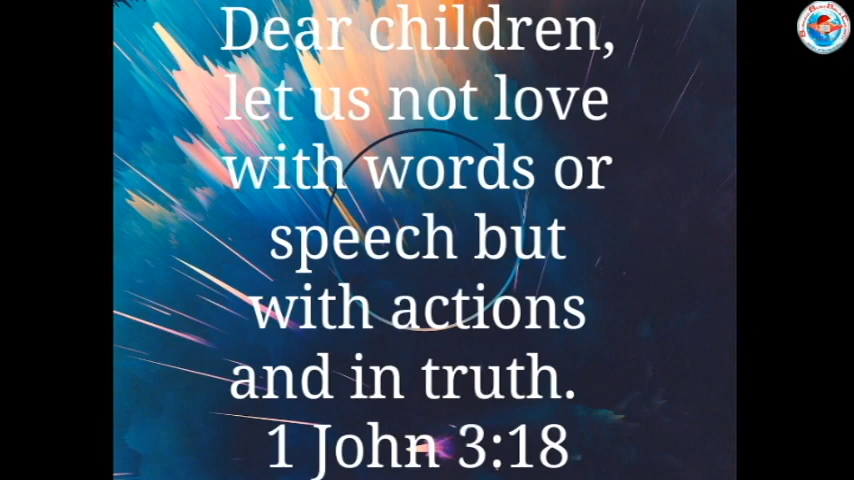 Dear children,
let us not love
with words or
speech but
with actions
and in truth.
1 John 3:18